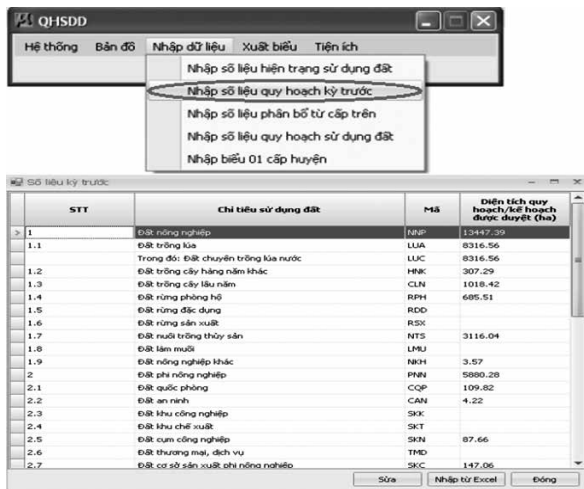 QHSDD
Hệ thống Bản đồ Nhập dữ liệu Xuất biểu Tiện ích
Nhập số liệu hiện trạng sử dụng đất
Nhập số liệu quy hoạch kỳ trước
Nhập số liệu phân bổ từ cấp trên
Nhập số liệu quy hoạch sử dụng đất
Nhập biểu 01 cấp huyện
Số liệu kỳ trước
STT Chỉ tiêu sử dụng đất Mã Diện tích quy hoạch/kế hoạch được duyệt (ha)
1 Đất nông nghiệp NNP 13447.39
1.1 Đất trồng lúa LUA 8316.56
Trong đó: Đất chuyên trồng lúa nước LUC 8316.56
1.2 Đất trồng cây hàng năm khác HNK 307.29
1.3 Đất trồng cây lâu năm CLN 1018.42
1.4 Đất rừng phòng hộ RPH 685.51
1.5 Đất rừng đặc dụng RDD
1.6 Đất rừng sản xuất RSX
1.7 Đất nuôi trồng thủy sản NTS 3116.04
1.8 Đất làm muối LMU
1.9 Đất nông nghiệp khác NKH 3.57
2 Đất phi nông nghiệp PNN 5880.28
2.1 Đất quốc phòng CQP 109.82
2.2 Đất an ninh CAN 4.22
2.3 Đất khu công nghiệp SKK
2.4 Đất khu chế xuất SKT
2.5 Đất cụm công nghiệp SKN 87.66
2.6 Đất thương mại, dịch vụ TMD
2.7 Đất cơ sở sản xuất phi nông nghiệp SKC 147.06
Sửa Nhập từ Excel Đóng